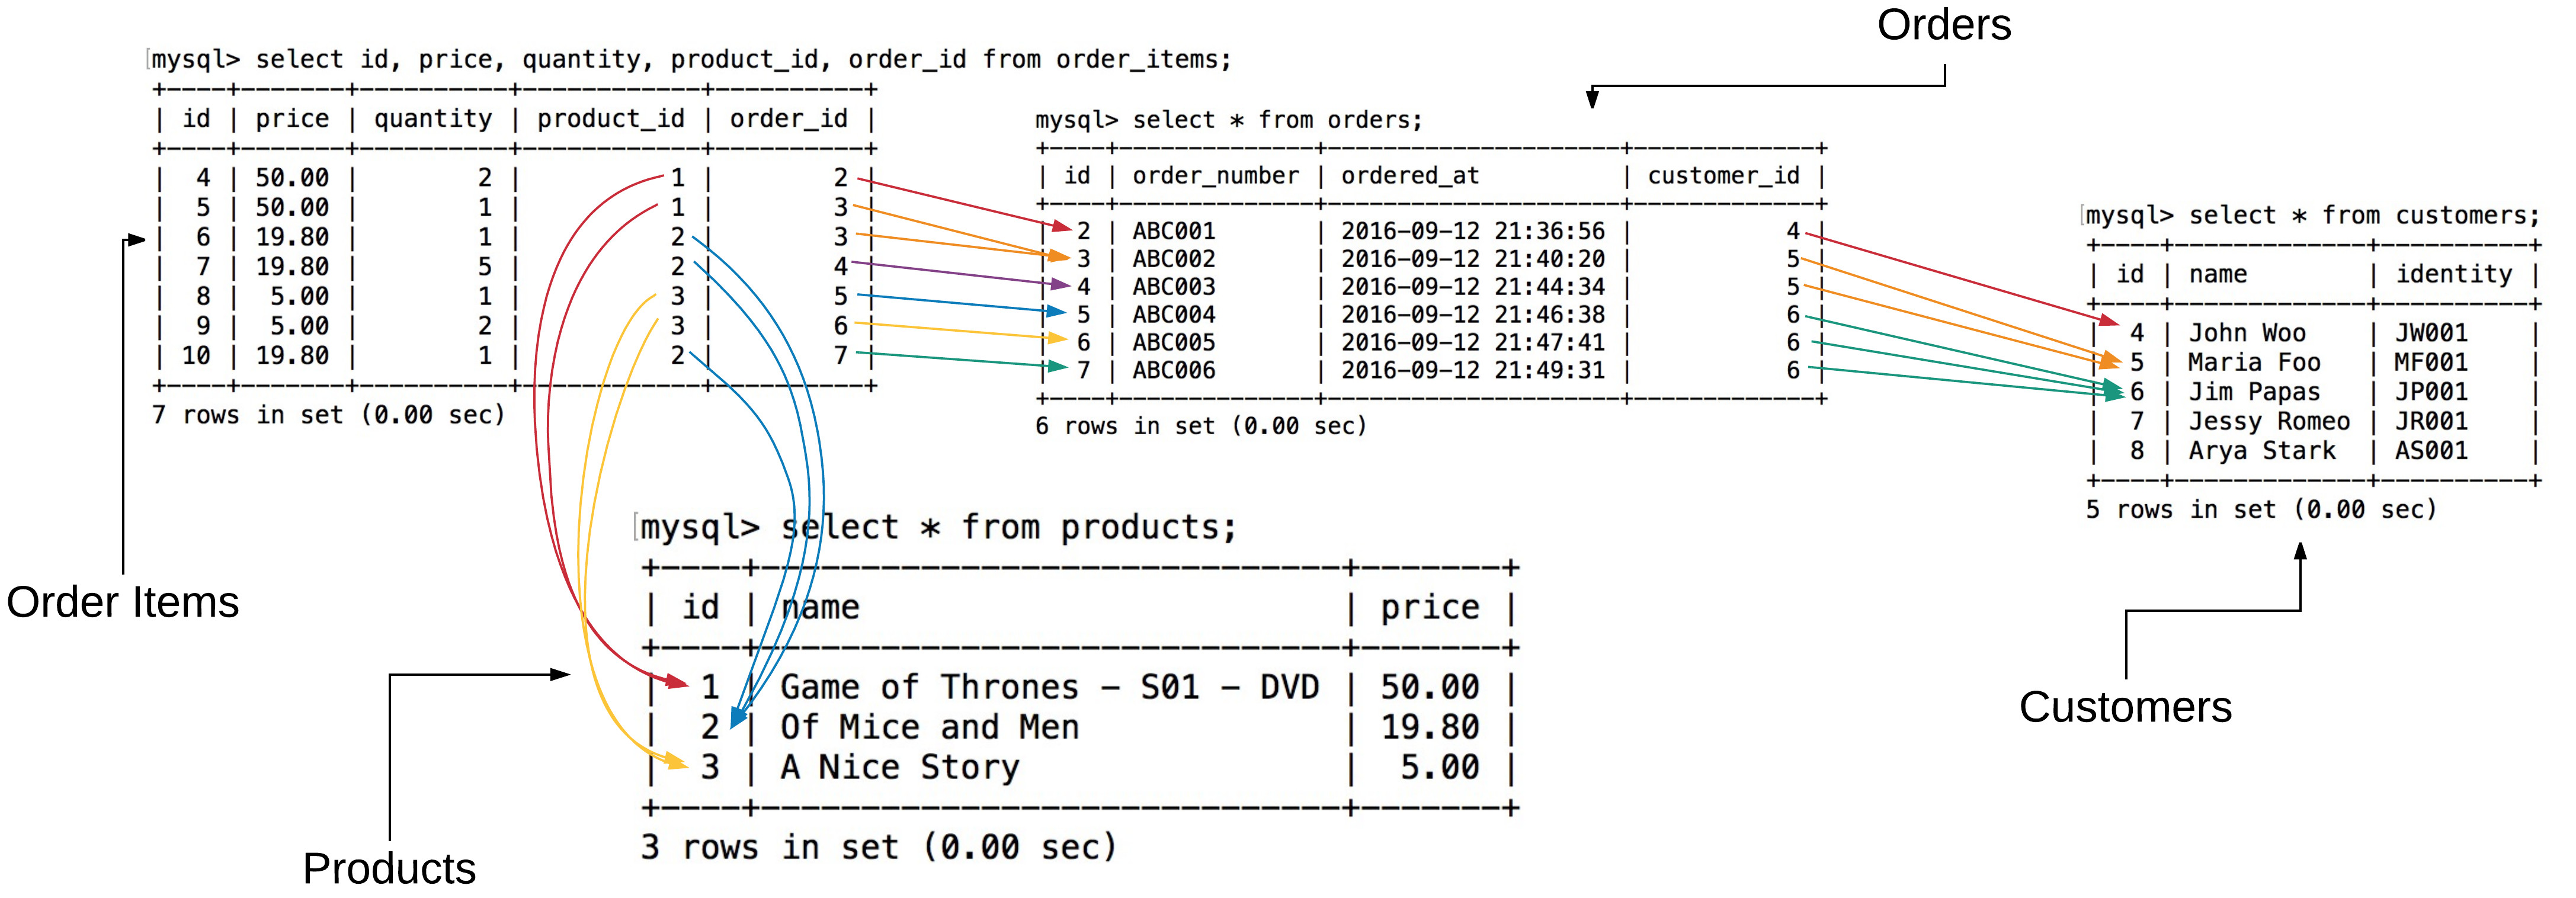 Orders
mysql> select id, price, quantity, product_id, order_id from order_items;
+----+-------+----------+------------+----------+
| id | price | quantity | product_id | order_id |
+----+-------+----------+------------+----------+
| 4 | 50.00 | 2 | 1 | 2 |
| 5 | 50.00 | 1 | 1 | 3 |
| 6 | 19.80 | 1 | 2 | 3 |
| 7 | 19.80 | 5 | 2 | 4 |
| 8 | 5.00 | 1 | 3 | 5 |
| 9 | 5.00 | 2 | 3 | 6 |
| 10 | 19.80 | 1 | 2 | 7 |
+----+-------+----------+------------+----------+
7 rows in set (0.00 sec)
mysql> select * from orders;
+----+--------------+---------------------+-------------+
| id | order_number | ordered_at | customer_id |
+----+--------------+---------------------+-------------+
| 2 | ABC001 | 2016-09-12 21:36:56 | 4 |
| 3 | ABC002 | 2016-09-12 21:40:20 | 5 |
| 4 | ABC003 | 2016-09-12 21:44:34 | 5 |
| 5 | ABC004 | 2016-09-12 21:46:38 | 6 |
| 6 | ABC005 | 2016-09-12 21:47:41 | 6 |
| 7 | ABC006 | 2016-09-12 21:49:31 | 6 |
+----+--------------+---------------------+-------------+
6 rows in set (0.00 sec)
mysql> select * from customers;
+----+-------------+----------+
| id | name | identity |
+----+-------------+----------+
| 4 | John Woo | JW001 |
| 5 | Maria Foo | MF001 |
| 6 | Jim Papas | JP001 |
| 7 | Jessy Romeo | JR001 |
| 8 | Arya Stark | AS001 |
+----+-------------+----------+
5 rows in set (0.00 sec)
Order Items
mysql> select * from products;
+----+-----------------------------+-------+
| id | name | price |
+----+-----------------------------+-------+
| 1 | Game of Thrones - S01 - DVD | 50.00 |
| 2 | Of Mice and Men | 19.80 |
| 3 | A Nice Story | 5.00 |
+----+-----------------------------+-------+
3 rows in set (0.00 sec)
Customers
Products